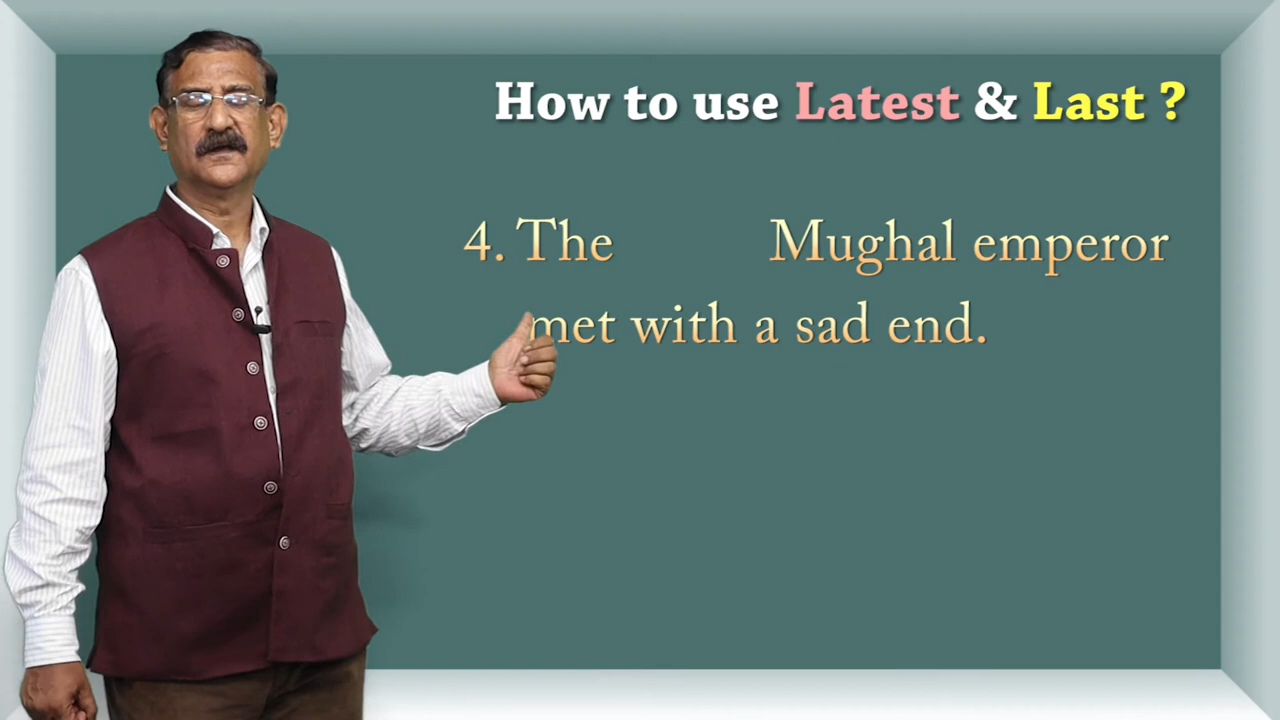 How to use Latest & Last ?
4. The Mughal emperor
met with a sad end.